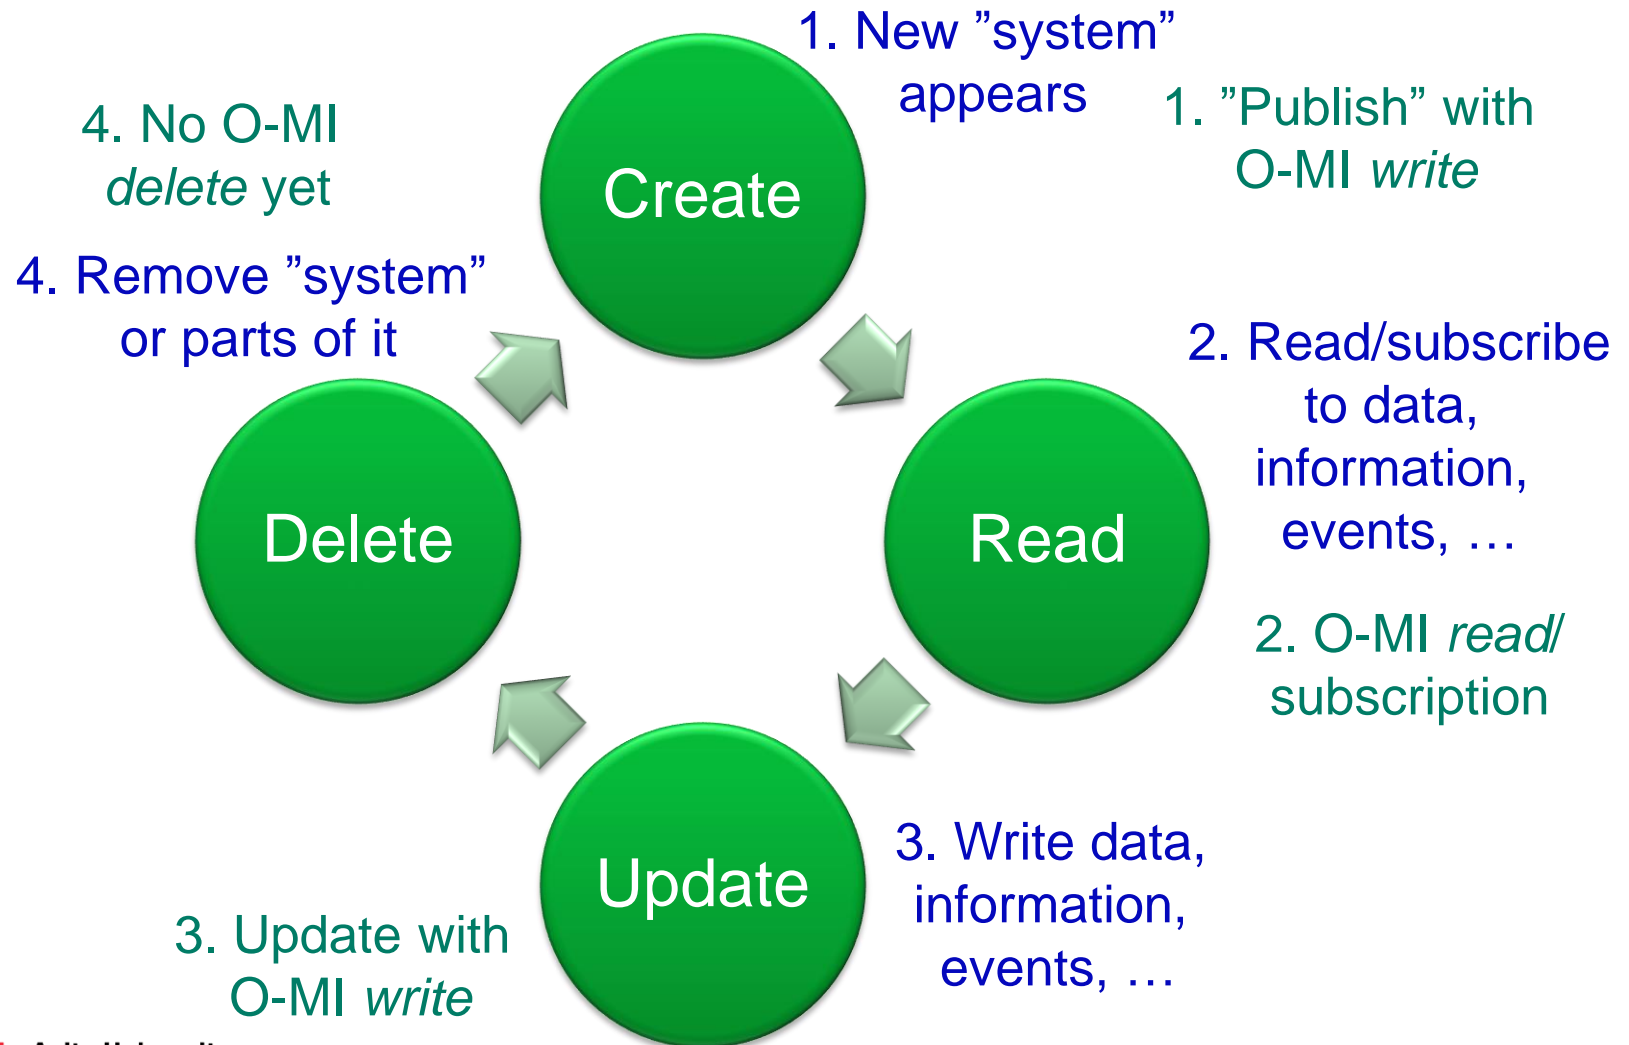 1. New ”system”
appears
1. ”Publish” with
O-MI write
4. No O-MI
delete yet
Create
4. Remove ”system”
or parts of it
2. Read/subscribe
to data,
information,
events, …
Delete
Read
2. O-MI read/
subscription
Update
3. Write data,
information,
events, …
3. Update with
O-MI write